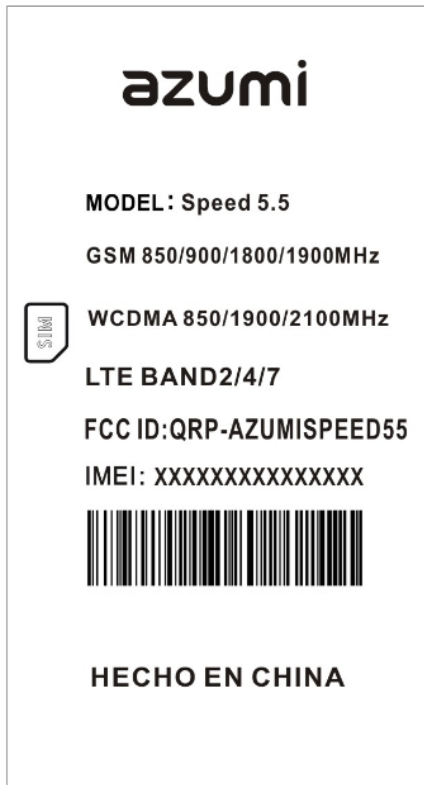 azumi
MODEL: Speed 5.5
GSM 850/900/1800/1900MHz
SIM
WCDMA 850/1900/2100MHz
LTE BAND2/4/7
FCC ID:QRP-AZUMISPEED55
IMEI: XXXXXXXXXXXXXXX
HECHO EN CHINA